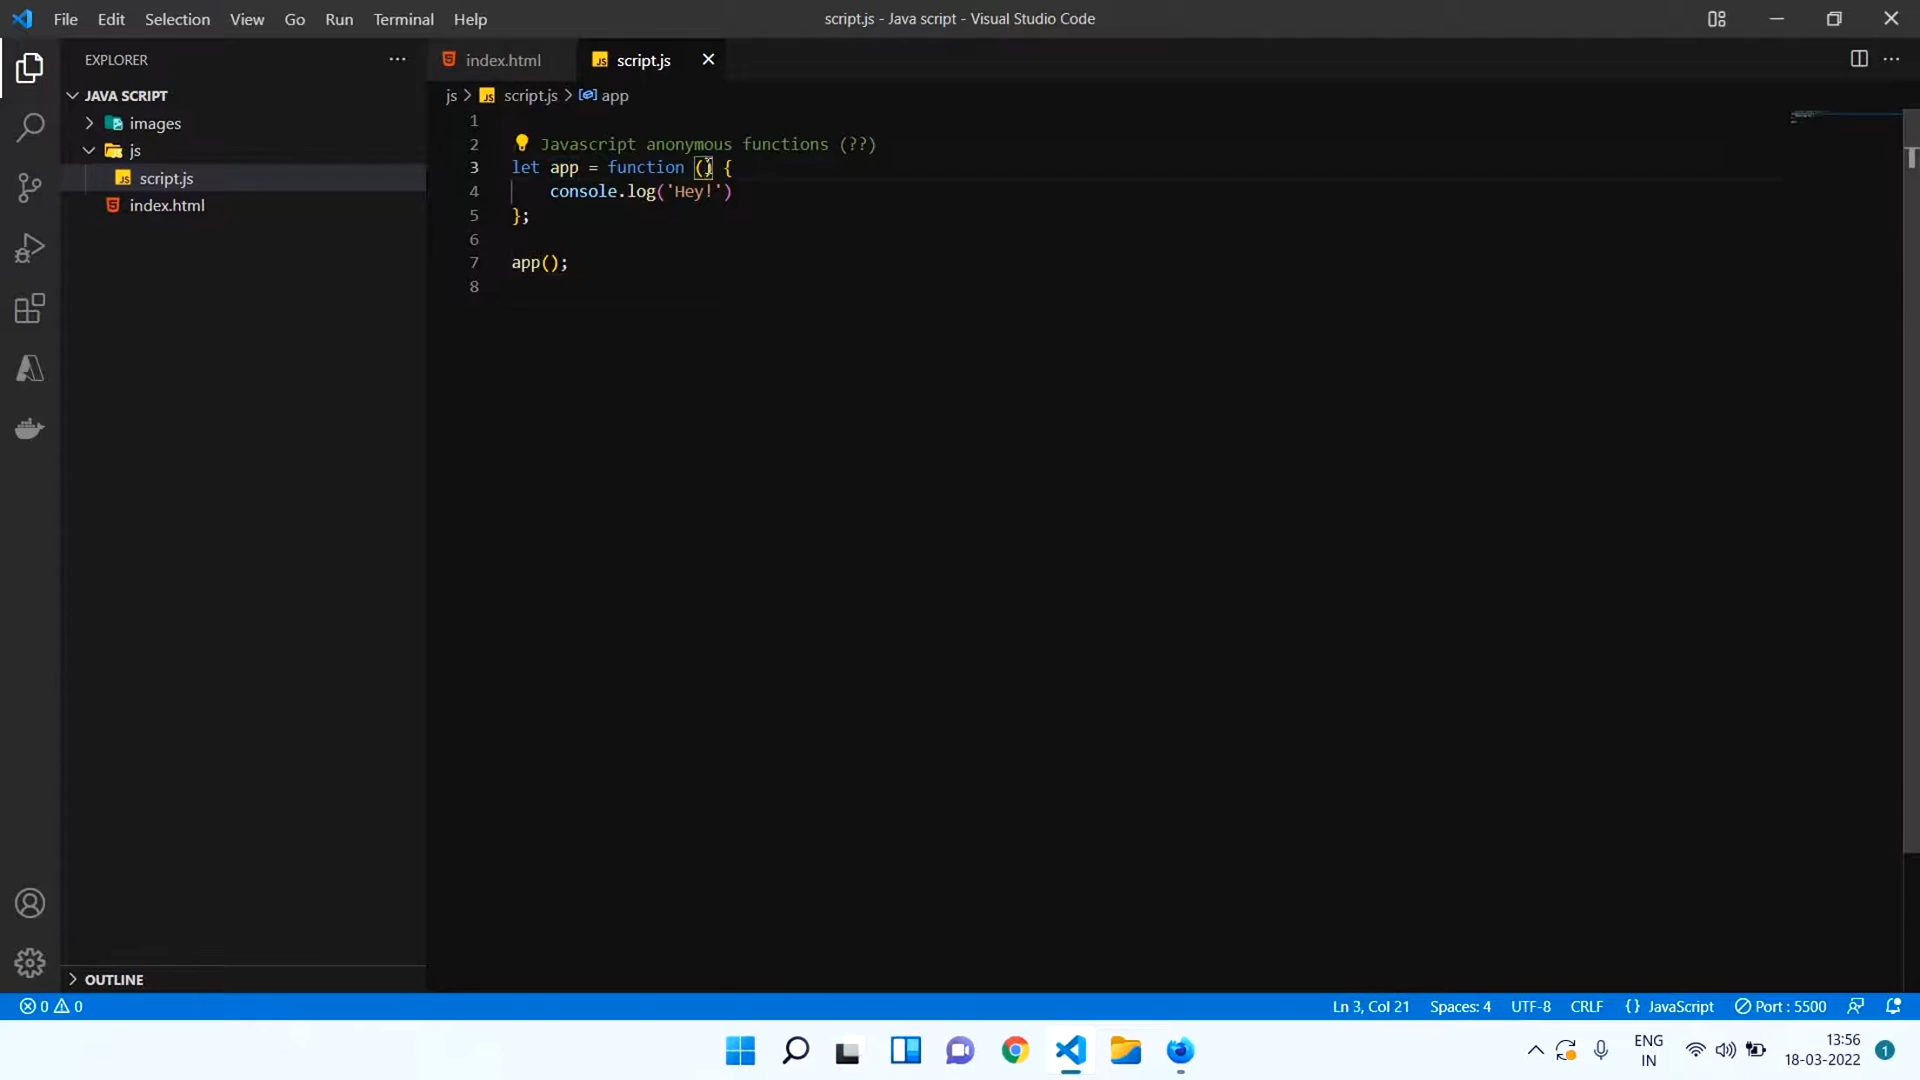 File Edit Selection View Go Run Terminal Help script.js - Java script - Visual Studio Code
EXPLORER
JAVA SCRIPT
images
js
script.js
index.html
OUTLINE
index.html script.js
js > script.js > app
1
2 Javascript anonymous functions (??)
3 let app = function () {
4 console.log('Hey!')
5 };
6
7 app();
8
0 0 Ln 3, Col 21 Spaces: 4 UTF-8 CRLF {} JavaScript Port : 5500
ENG
IN
13:56
18-03-2022
1